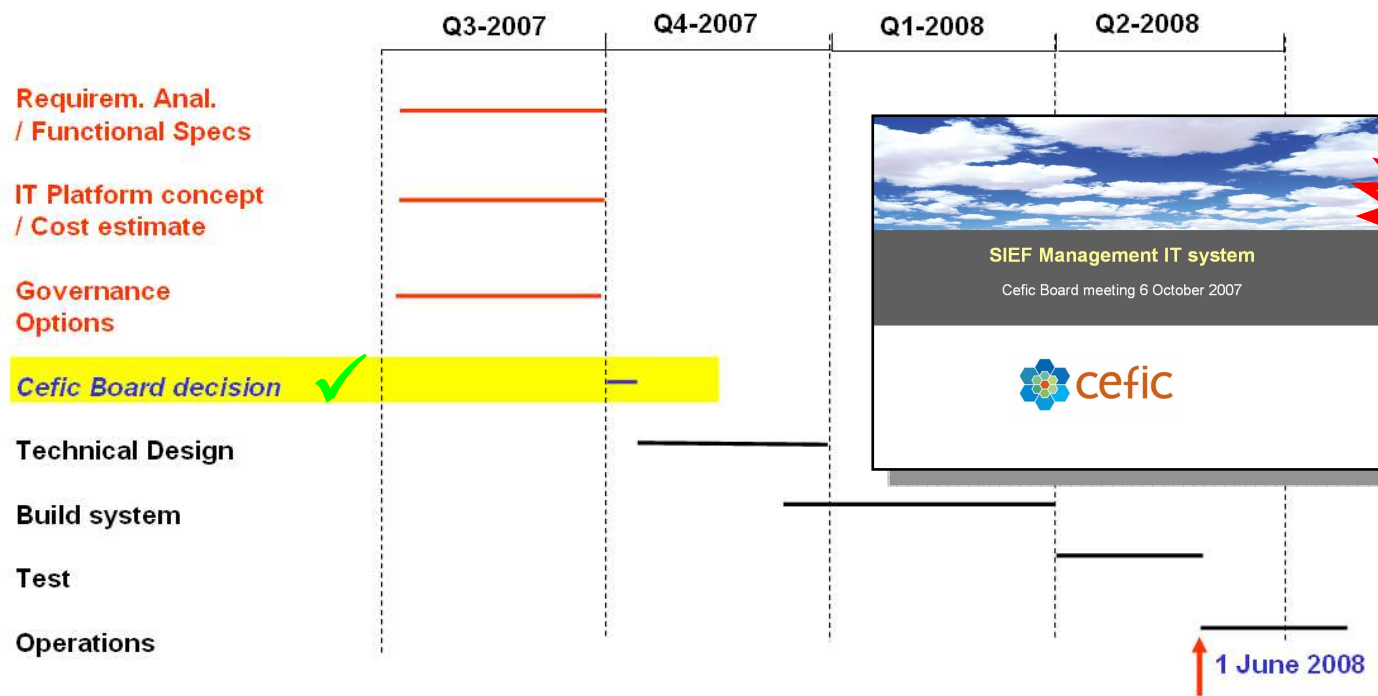 Q3-2007 Q4-2007 Q1-2008 Q2-2008
Requirem. Anal.
/ Functional Specs
IT Platform concept
/ Cost estimate
Governance
Options
Cefic Board decision
Technical Design
Build system
Test
Operations
SIEF Management IT system
Cefic Board meeting 6 October 2007
cefic
1 June 2008